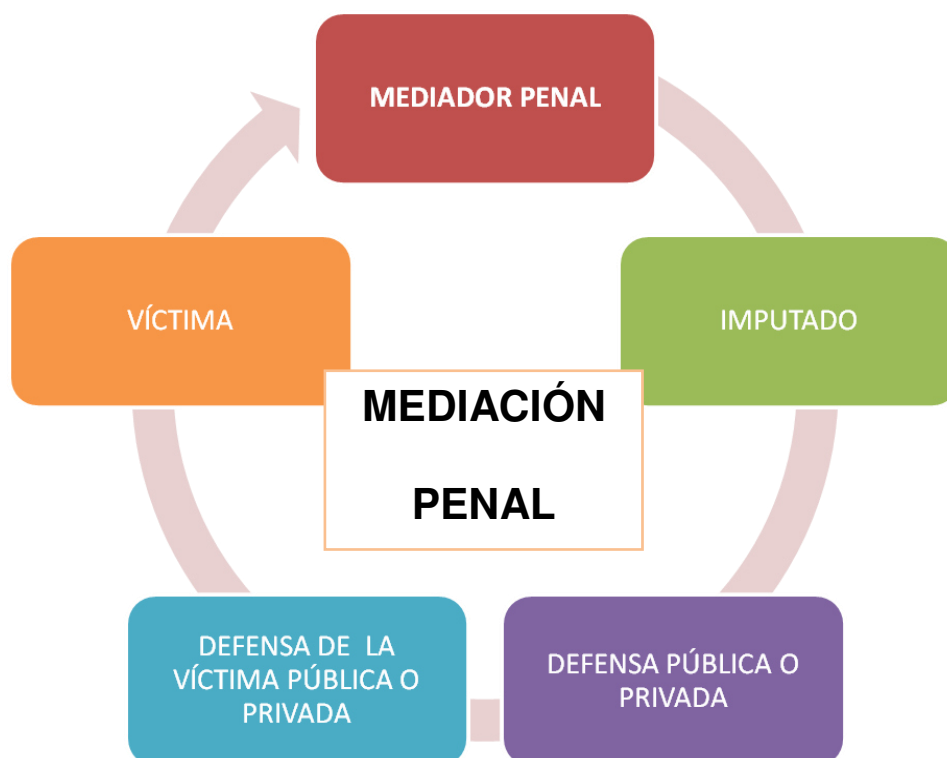 MEDIADOR PENAL
VÍCTIMA
IMPUTADO
MEDIACIÓN
PENAL
DEFENSA DE LA
VÍCTIMA PÚBLICA O
PRIVADA
DEFENSA PÚBLICA O
PRIVADA